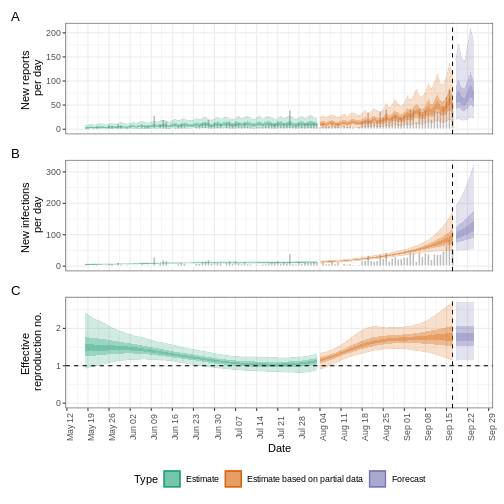 A
New reports
per day
200
150
100
50
0
B
New infections
per day
300
200
100
0
C
Effective
reproduction no.
2
1
0
May 12
May 19
May 26
Jun 02
Jun 09
Jun 16
Jun 23
Jun 30
Jul 07
Jul 14
Jul 21
Jul 28
Aug 04
Aug 11
Aug 18
Aug 25
Sep 01
Sep 08
Sep 15
Sep 22
Sep 29
Date
Type Estimate Estimate based on partial data Forecast